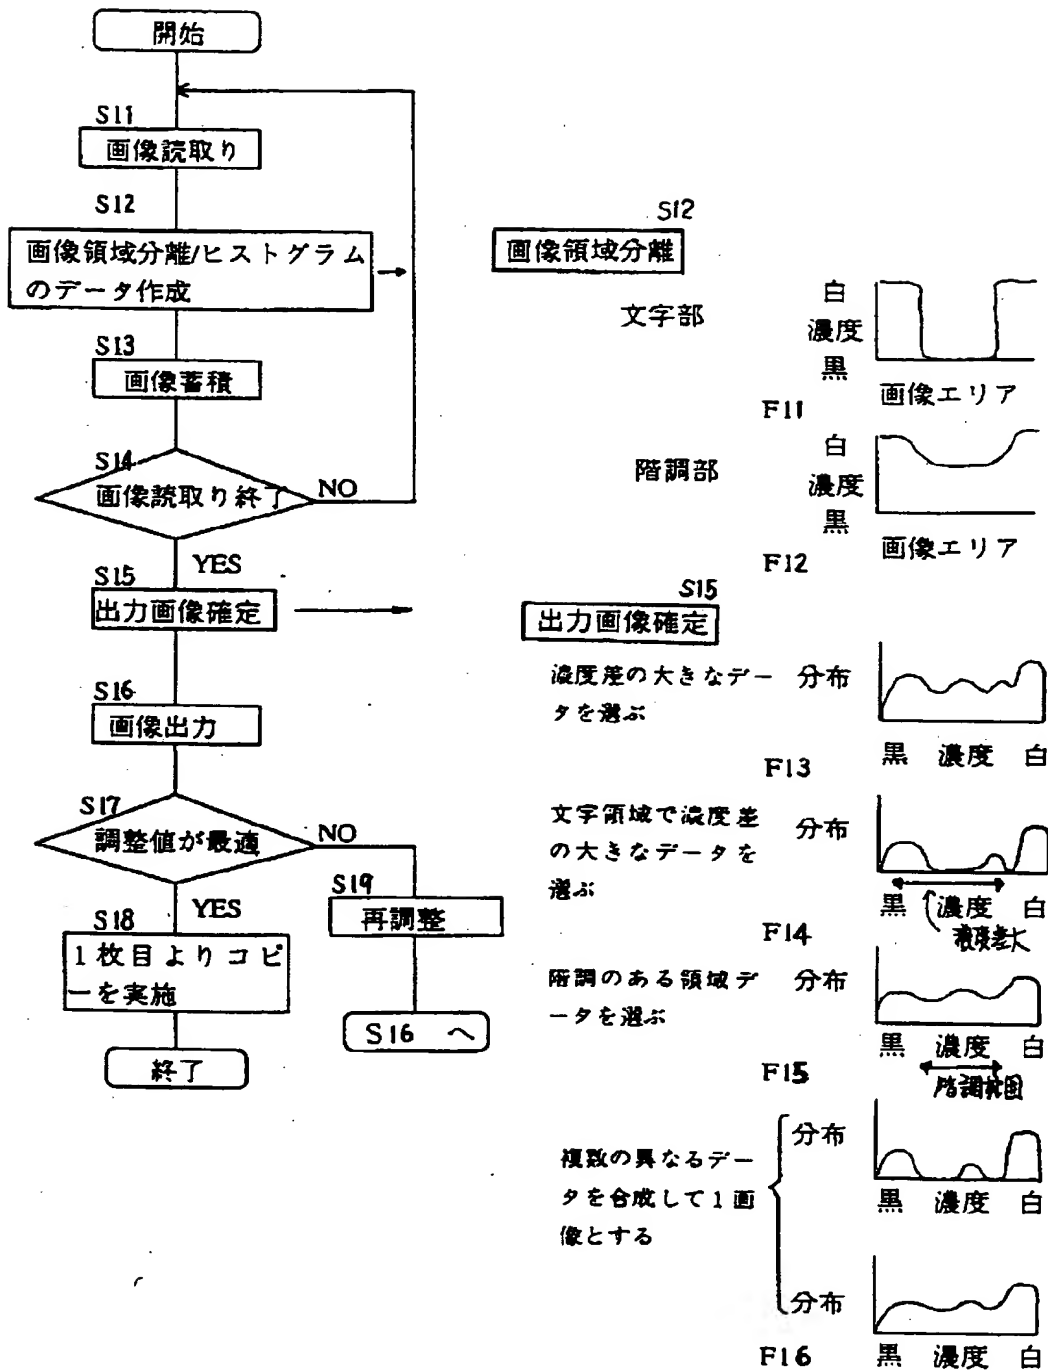 開始
S11
画像読取り
S12
画像領域分離/ヒストグラム
のデータ作成
S13
画像蓄積
S14
画像読取り終了
NO
YES
S15
出力画像確定
S16
画像出力
S17
調整値が最適
NO
YES
S18
1枚目よりコピ
ーを実施
終了
S19
再調整
S16 へ
S12
画像領域分離
文字部
白
濃度
黒
画像エリア
F11
階調部
白
濃度
黒
画像エリア
F12
S15
出力画像確定
濃度差の大きなデー
タを選ぶ
分布
黒 濃度 白
F13
文字領域で濃度差
の大きなデータを
選ぶ
分布
黒 濃度 白
濃度差大
F14
階調のある領域デ
ータを選ぶ
分布
黒 濃度 白
階調範囲
F15
複数の異なるデー
タを合成して1画
像とする
分布
黒 濃度 白
分布
黒 濃度 白
F16